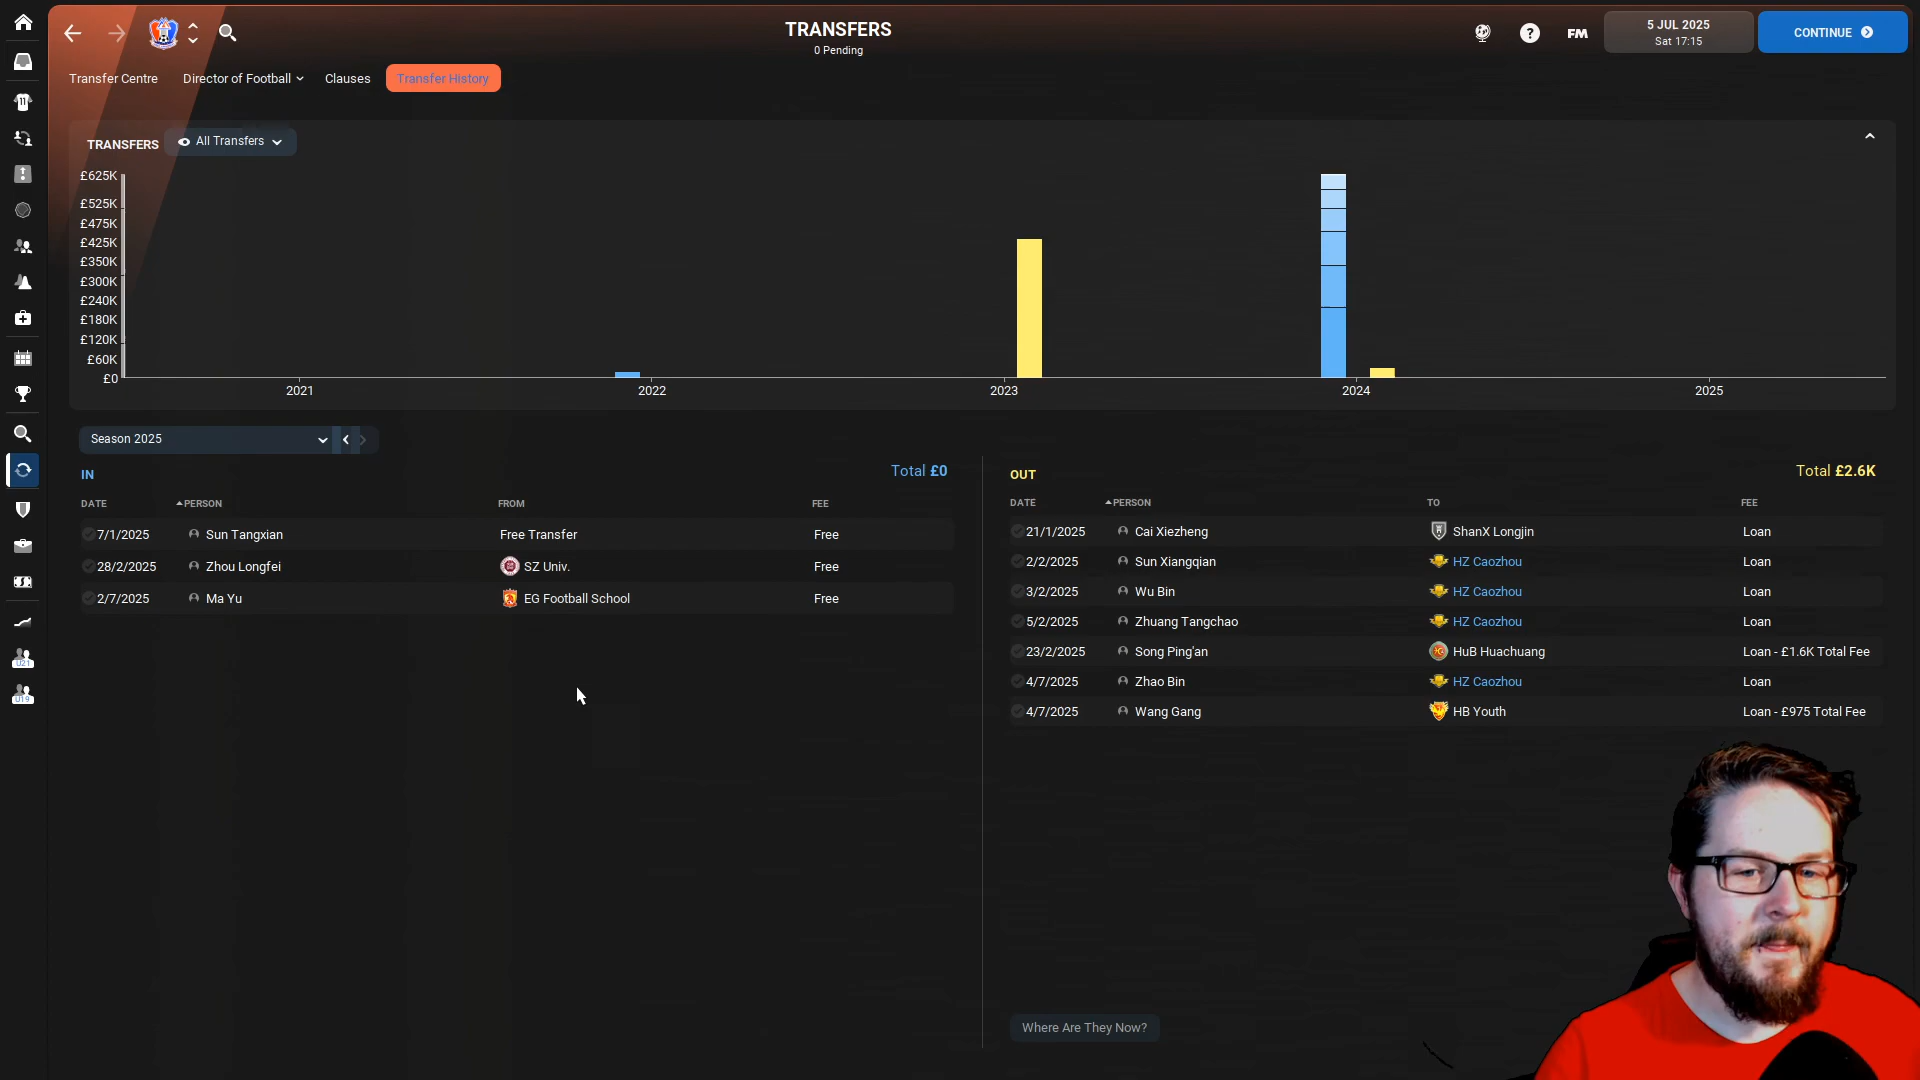 TRANSFERS
0 Pending
FM
5 JUL 2025
Sat 17:15
CONTINUE
Transfer Centre
Director of Football
Clauses
Transfer History
TRANSFERS
All Transfers
£625K
£525K
£475K
£425K
£350K
£300K
£240K
£180K
£120K
£60K
£0
2021
2022
2023
2024
2025
Season 2025
IN
Total £0
DATE PERSON FROM FEE
7/1/2025 Sun Tangxian Free Transfer Free
28/2/2025 Zhou Longfei SZ Univ. Free
2/7/2025 Ma Yu EG Football School Free
OUT
Total £2.6K
DATE PERSON TO FEE
21/1/2025 Cai Xiezheng ShanX Longjin Loan
2/2/2025 Sun Xiangqian HZ Caozhou Loan
3/2/2025 Wu Bin HZ Caozhou Loan
5/2/2025 Zhuang Tangchao HZ Caozhou Loan
23/2/2025 Song Ping'an HuB Huachuang Loan - £1.6K Total Fee
4/7/2025 Zhao Bin HZ Caozhou Loan
4/7/2025 Wang Gang HB Youth Loan - £975 Total Fee
Where Are They Now?
11
?
U21
U19